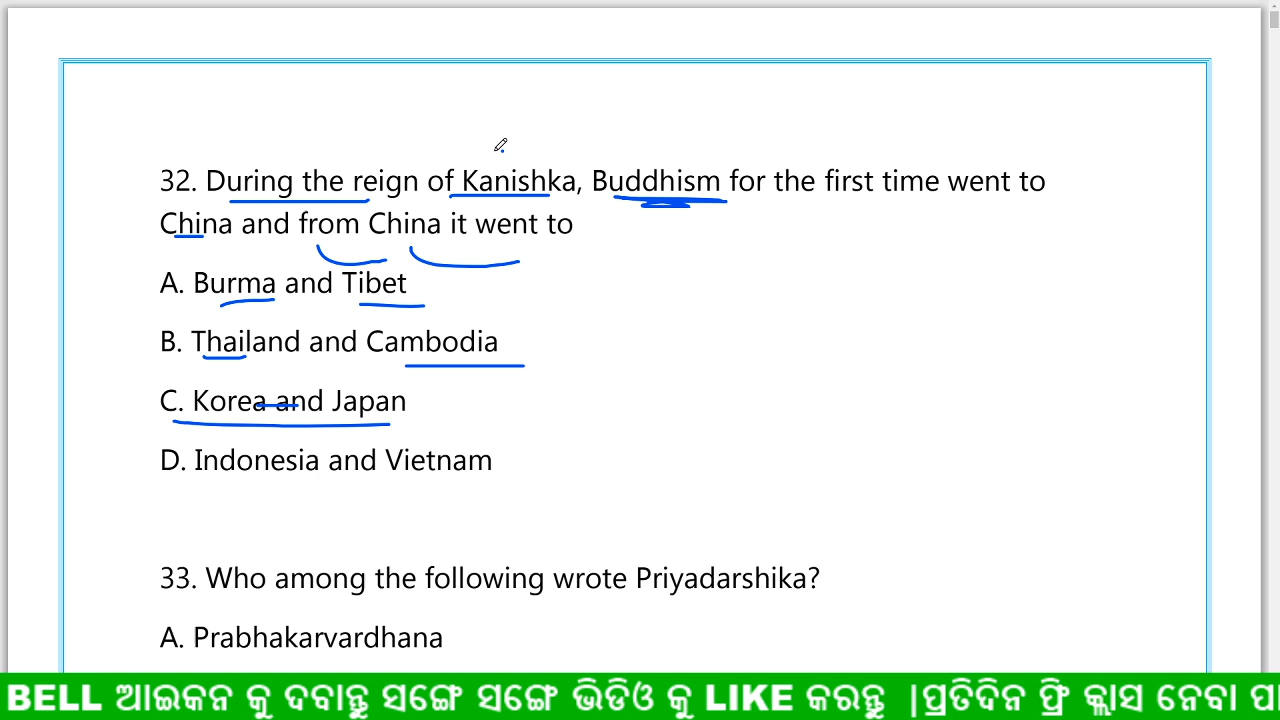 32. During the reign of Kanishka, Buddhism for the first time went to
China and from China it went to
A. Burma and Tibet
B. Thailand and Cambodia
C. Korea and Japan
D. Indonesia and Vietnam
33. Who among the following wrote Priyadarshika?
A. Prabhakarvardhana
BELL ଆଇକନ କୁ ଦବାନ୍ତୁ ସଙ୍ଗେ ସଙ୍ଗେ ଭିଡିଓ କୁ LIKE କରନ୍ତୁ |ପ୍ରତିଦିନ ଫ୍ରି କ୍ଲାସ ନେବା